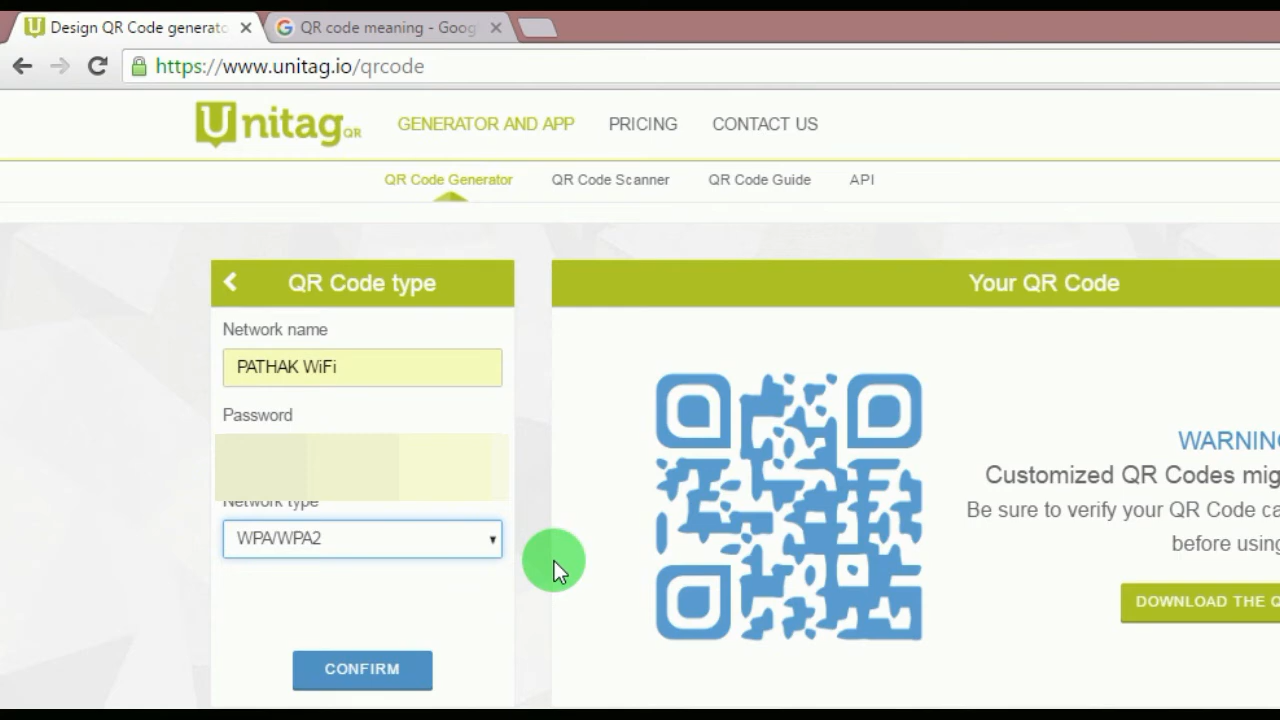 Design QR Code generato
QR code meaning - Goog
https://www.unitag.io/qrcode
Unitag QR
GENERATOR AND APP
PRICING
CONTACT US
QR Code Generator
QR Code Scanner
QR Code Guide
API
QR Code type
Network name
PATHAK WiFi
Password
Network type
WPA/WPA2
CONFIRM
Your QR Code
WARNIN
Customized QR Codes mig
Be sure to verify your QR Code ca
before using
DOWNLOAD THE Q